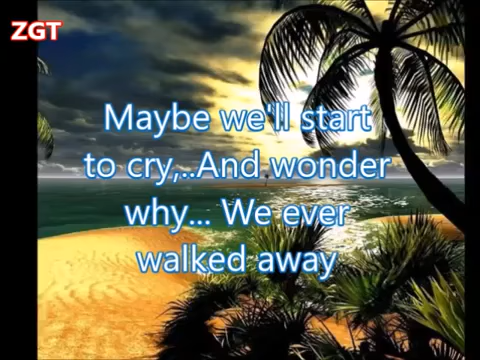 ZGT
Maybe we'll start
to cry,..And wonder
why... We ever
walked away